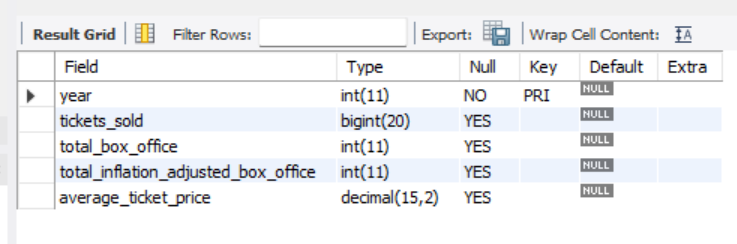 Result Grid Filter Rows: Export: Wrap Cell Content: IA
Field Type Null Key Default Extra
year int(11) NO PRI NULL
tickets_sold bigint(20) YES NULL
total_box_office int(11) YES NULL
total_inflation_adjusted_box_office int(11) YES NULL
average_ticket_price decimal(15,2) YES NULL